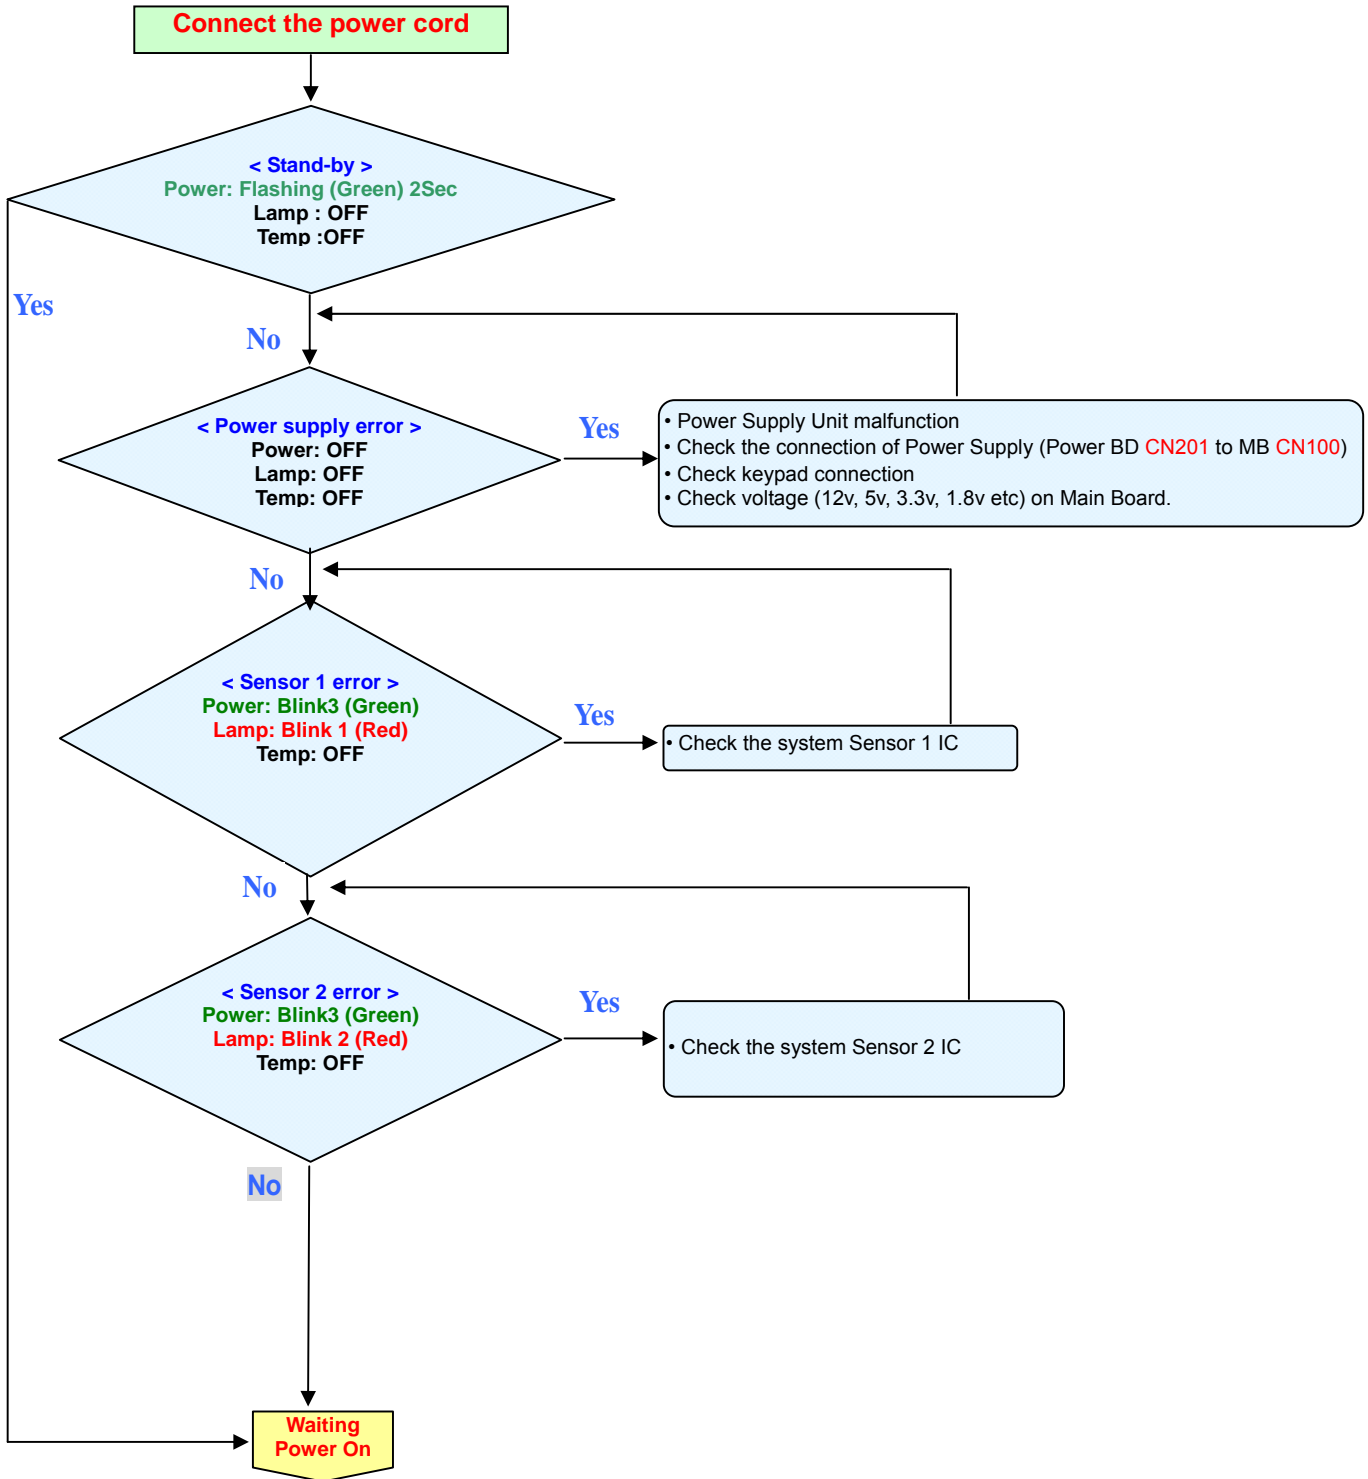 Connect the power cord
< Stand-by >
Power: Flashing (Green) 2Sec
Lamp : OFF
Temp :OFF
Yes
No
< Power supply error >
Power: OFF
Lamp: OFF
Temp: OFF
Yes
• Power Supply Unit malfunction
• Check the connection of Power Supply (Power BD CN201 to MB CN100)
• Check keypad connection
• Check voltage (12v, 5v, 3.3v, 1.8v etc) on Main Board.
No
< Sensor 1 error >
Power: Blink3 (Green)
Lamp: Blink 1 (Red)
Temp: OFF
Yes
• Check the system Sensor 1 IC
No
< Sensor 2 error >
Power: Blink3 (Green)
Lamp: Blink 2 (Red)
Temp: OFF
Yes
• Check the system Sensor 2 IC
No
Waiting
Power On